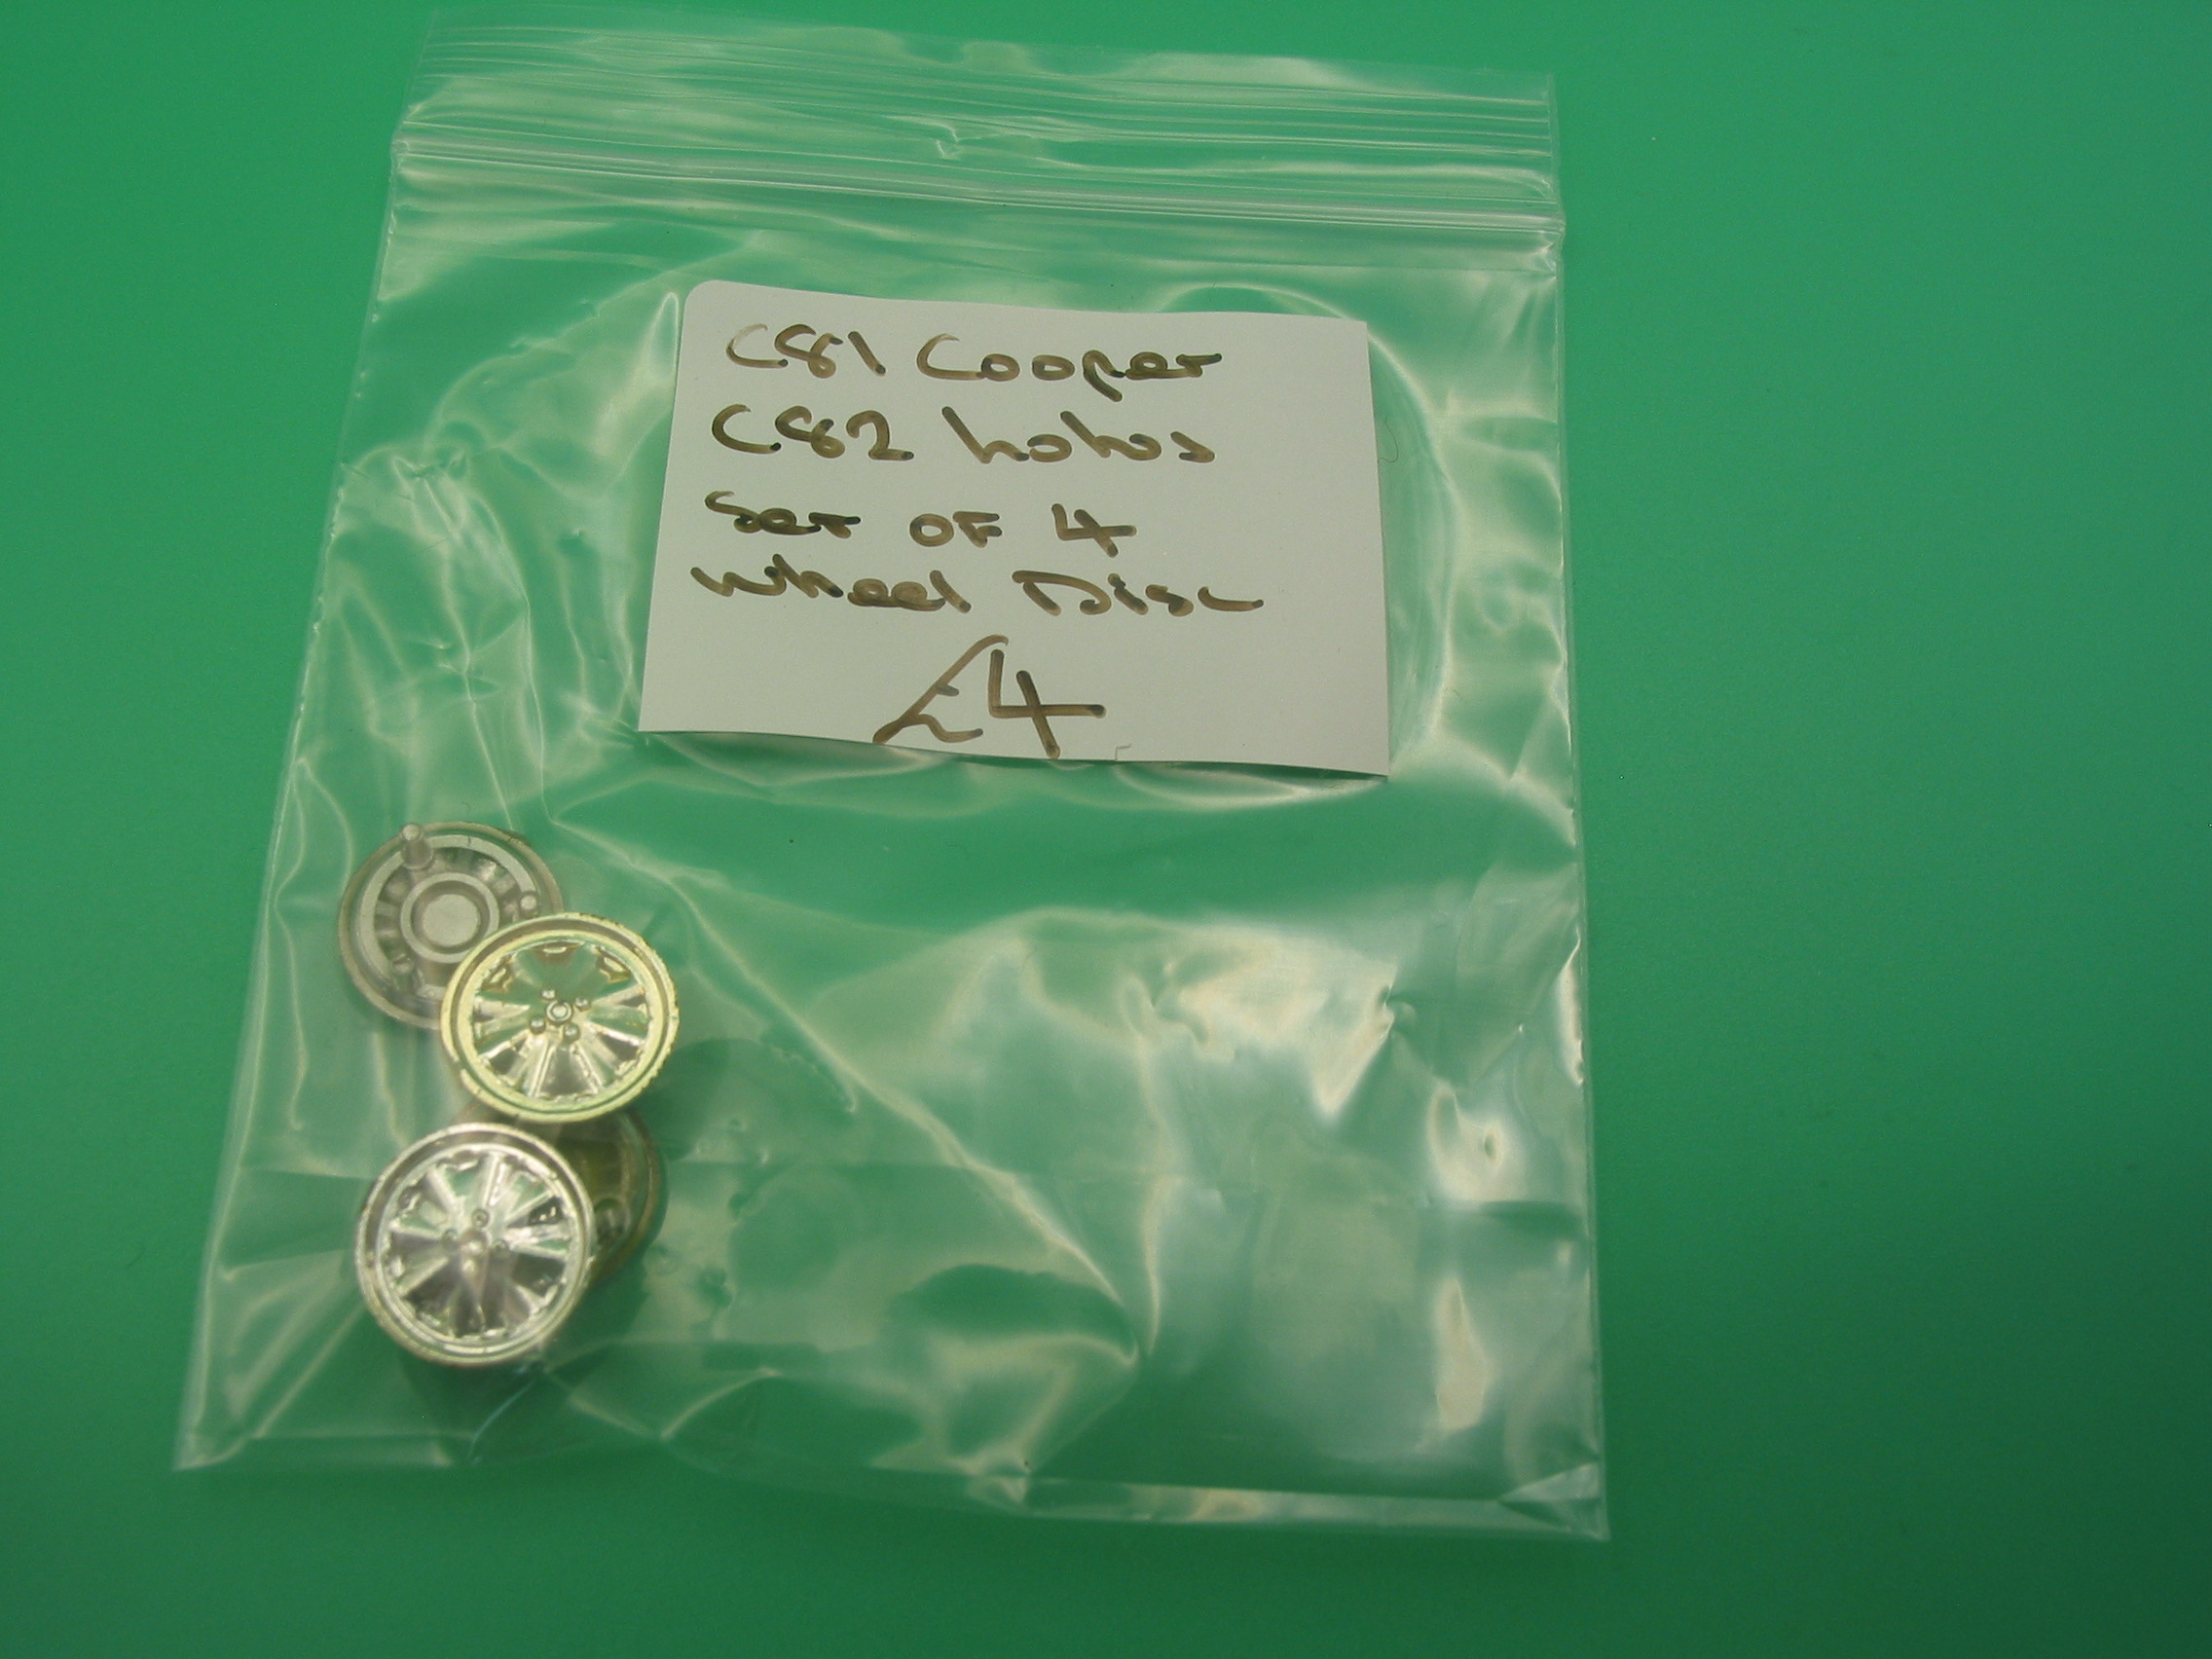 C81 Cooper
C82 Lotus
Set OF 4
Wheel Disc
£4